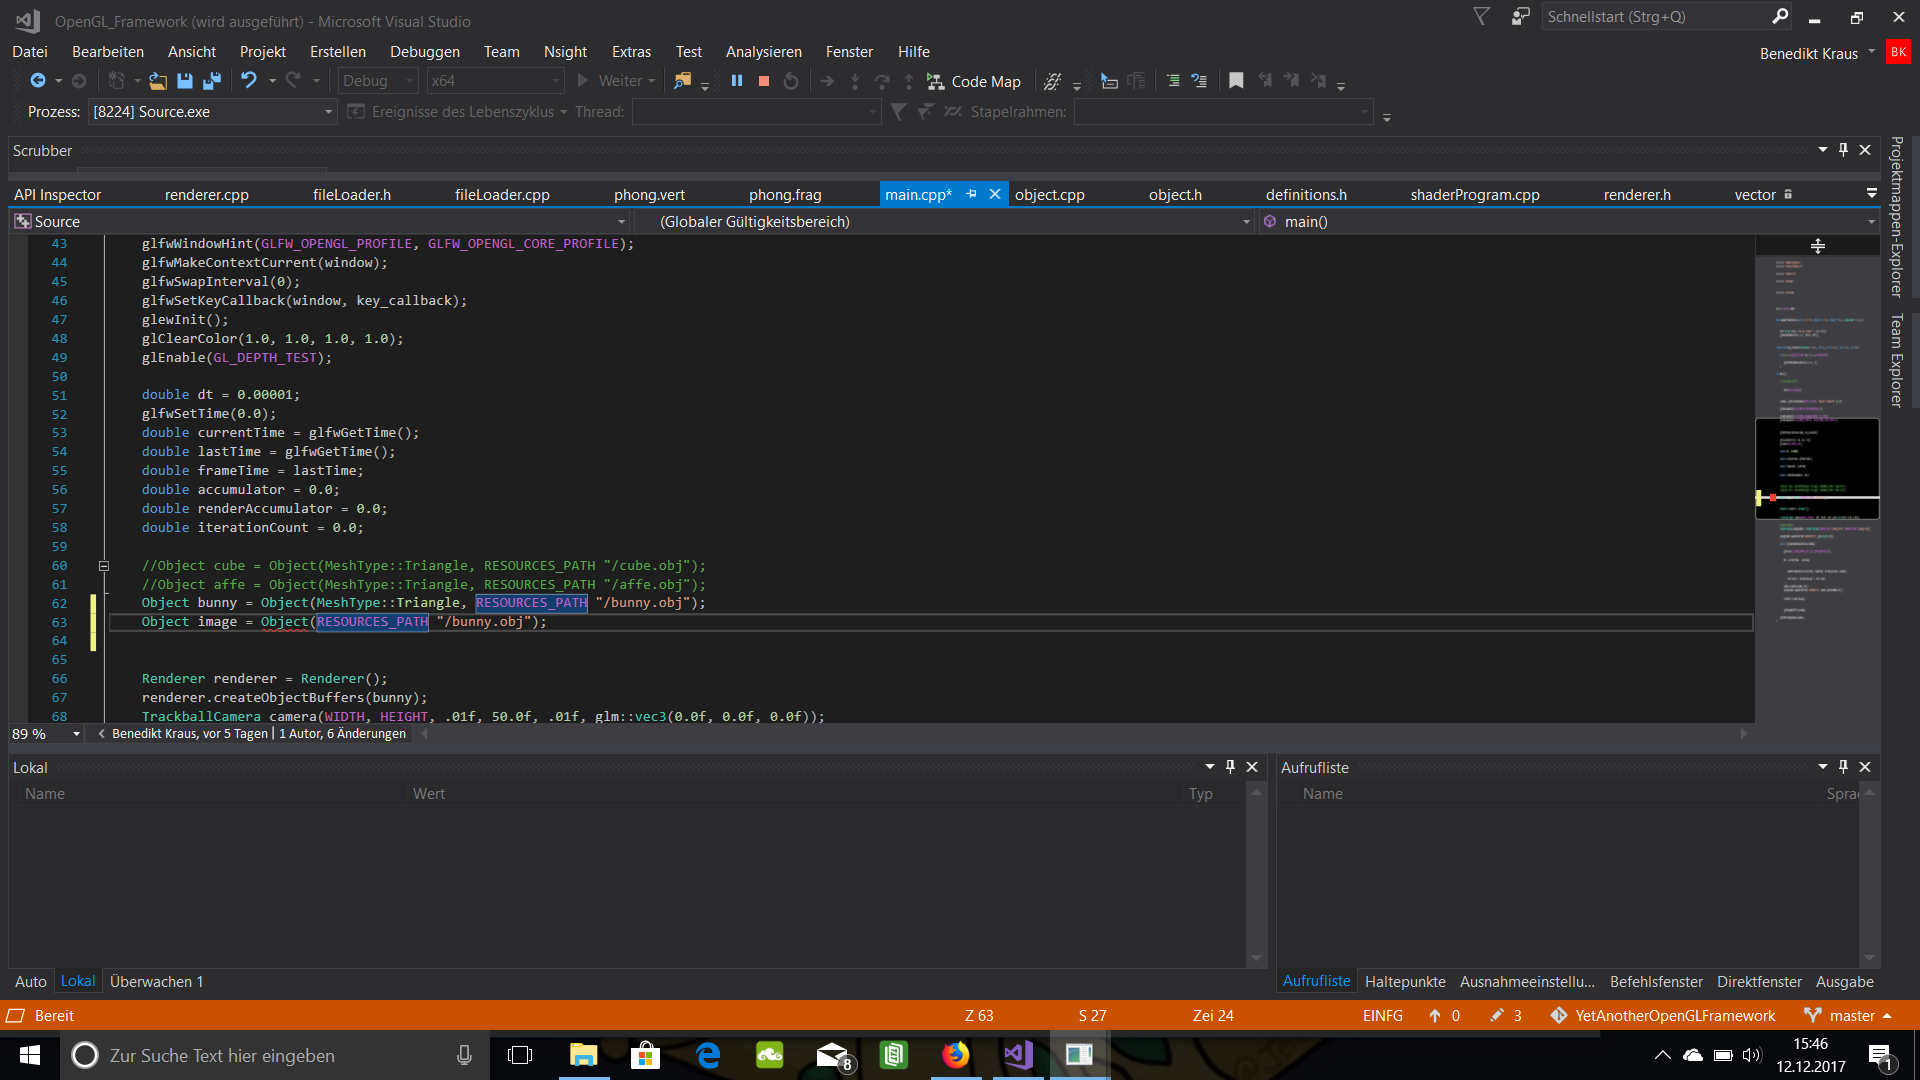 OpenGL_Framework (wird ausgeführt) - Microsoft Visual Studio
Schnellstart (Strg+Q)
Datei Bearbeiten Ansicht Projekt Erstellen Debuggen Team Nsight Extras Test Analysieren Fenster Hilfe
Benedikt Kraus BK
Debug x64 Weiter Code Map
Prozess: [8224] Source.exe Ereignisse des Lebenszyklus Thread: Stapelrahmen:
Scrubber
API Inspector renderer.cpp fileLoader.h fileLoader.cpp phong.vert phong.frag main.cpp* object.cpp object.h definitions.h shaderProgram.cpp renderer.h vector
Source (Globaler Gültigkeitsbereich) main()
43 glfwWindowHint(GLFW_OPENGL_PROFILE, GLFW_OPENGL_CORE_PROFILE);
44 glfwMakeContextCurrent(window);
45 glfwSwapInterval(0);
46 glfwSetKeyCallback(window, key_callback);
47 glewInit();
48 glClearColor(1.0, 1.0, 1.0, 1.0);
49 glEnable(GL_DEPTH_TEST);
50
51 double dt = 0.00001;
52 glfwSetTime(0.0);
53 double currentTime = glfwGetTime();
54 double lastTime = glfwGetTime();
55 double frameTime = lastTime;
56 double accumulator = 0.0;
57 double renderAccumulator = 0.0;
58 double iterationCount = 0.0;
59
60 //Object cube = Object(MeshType::Triangle, RESOURCES_PATH "/cube.obj");
61 //Object affe = Object(MeshType::Triangle, RESOURCES_PATH "/affe.obj");
62 Object bunny = Object(MeshType::Triangle, RESOURCES_PATH "/bunny.obj");
63 Object image = Object(RESOURCES_PATH "/bunny.obj");
64
65
66 Renderer renderer = Renderer();
67 renderer.createObjectBuffers(bunny);
68 TrackballCamera camera(WIDTH, HEIGHT, .01f, 50.0f, .01f, glm::vec3(0.0f, 0.0f, 0.0f));
89 % Benedikt Kraus, vor 5 Tagen | 1 Autor, 6 Änderungen
Projektmappen-Explorer
Team Explorer
Lokal
Name Wert Typ
Aufrufliste
Name Sprac
Auto Lokal Überwachen 1
Aufrufliste Haltepunkte Ausnahmeeinstellu... Befehlsfenster Direktfenster Ausgabe
Bereit Z 63 S 27 Zei 24 EINFG 0 3 YetAnotherOpenGLFramework master
Zur Suche Text hier eingeben
8
15:46
12.12.2017
1